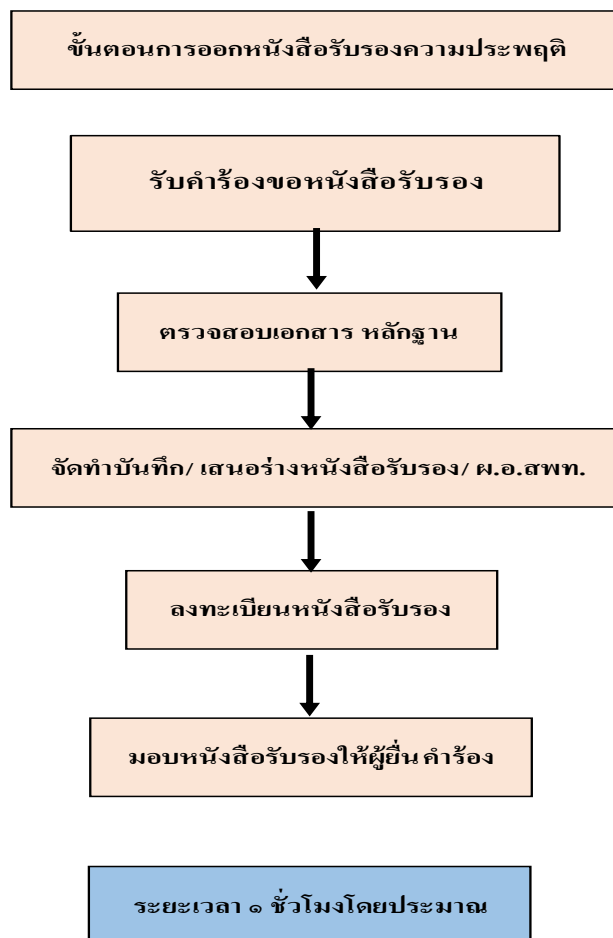 ขั้นตอนการออกหนังสือรับรองความประพฤติ
รับคำร้องขอหนังสือรับรอง
ตรวจสอบเอกสาร หลักฐาน
จัดทำบันทึก/ เสนอร่างหนังสือรับรอง/ ผ.อ.สพท.
ลงทะเบียนหนังสือรับรอง
มอบหนังสือรับรองให้ผู้ยื่น คำร้อง
ระยะเวลา ๑ ชั่วโมงโดยประมาณ